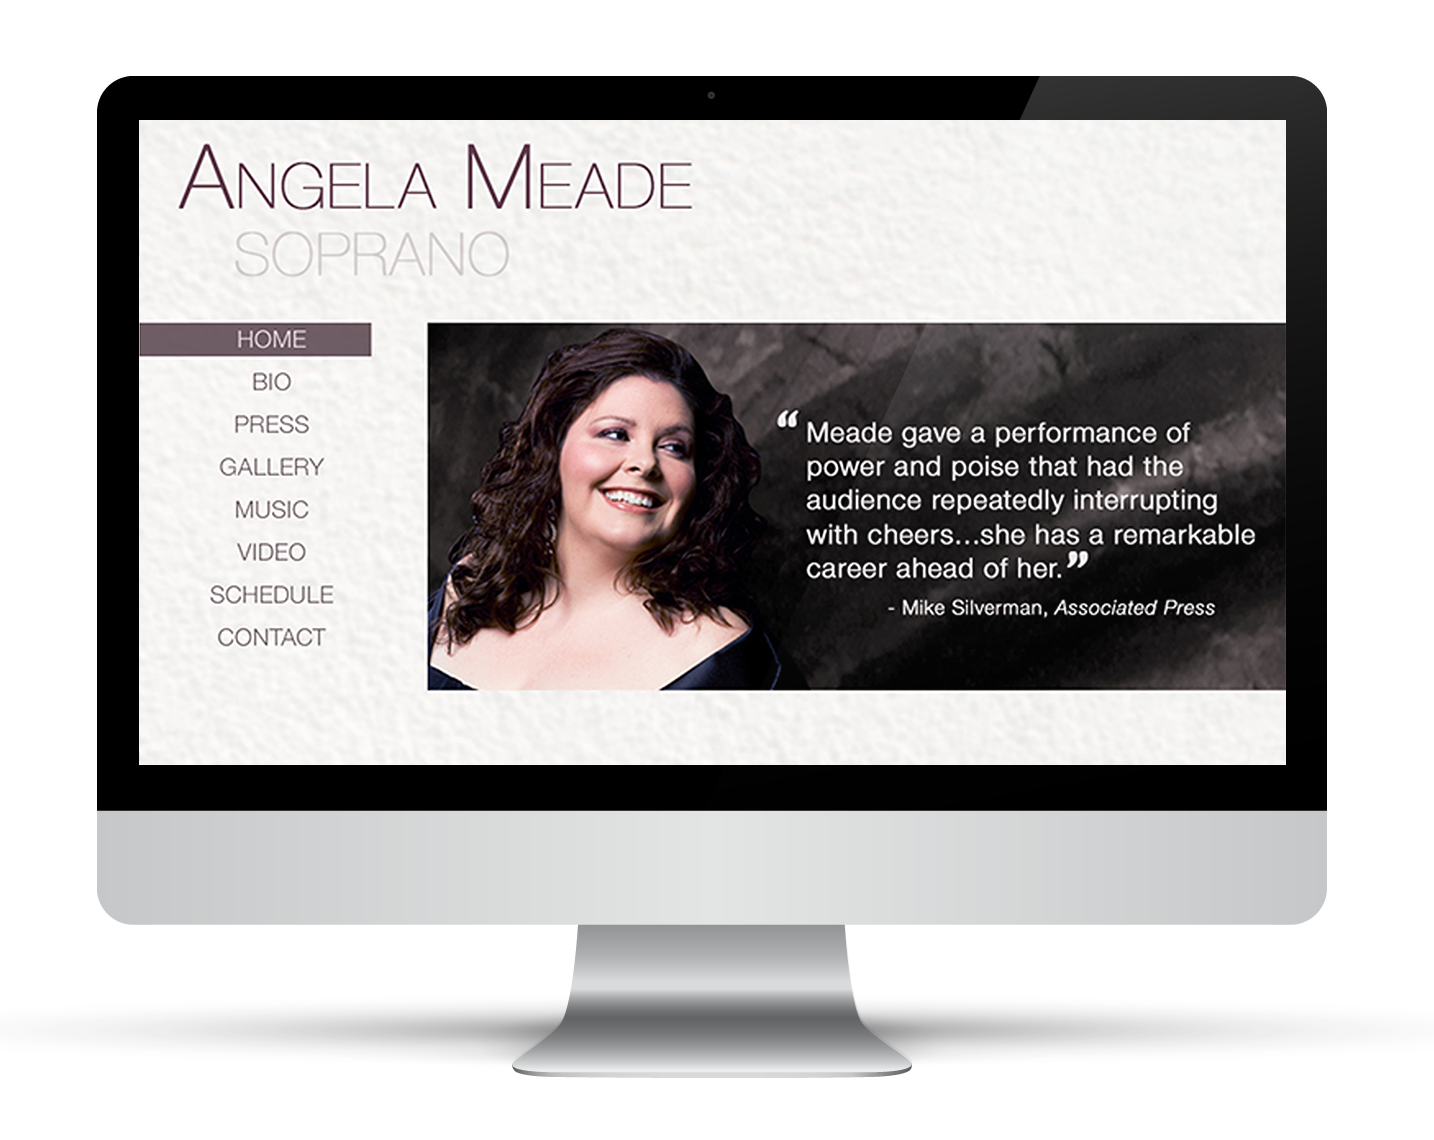 ANGELA MEADE
SOPRANO
HOME
BIO
PRESS
GALLERY
MUSIC
VIDEO
SCHEDULE
CONTACT
“Meade gave a performance of
power and poise that had the
audience repeatedly interrupting
with cheers...she has a remarkable
career ahead of her.”
- Mike Silverman, Associated Press